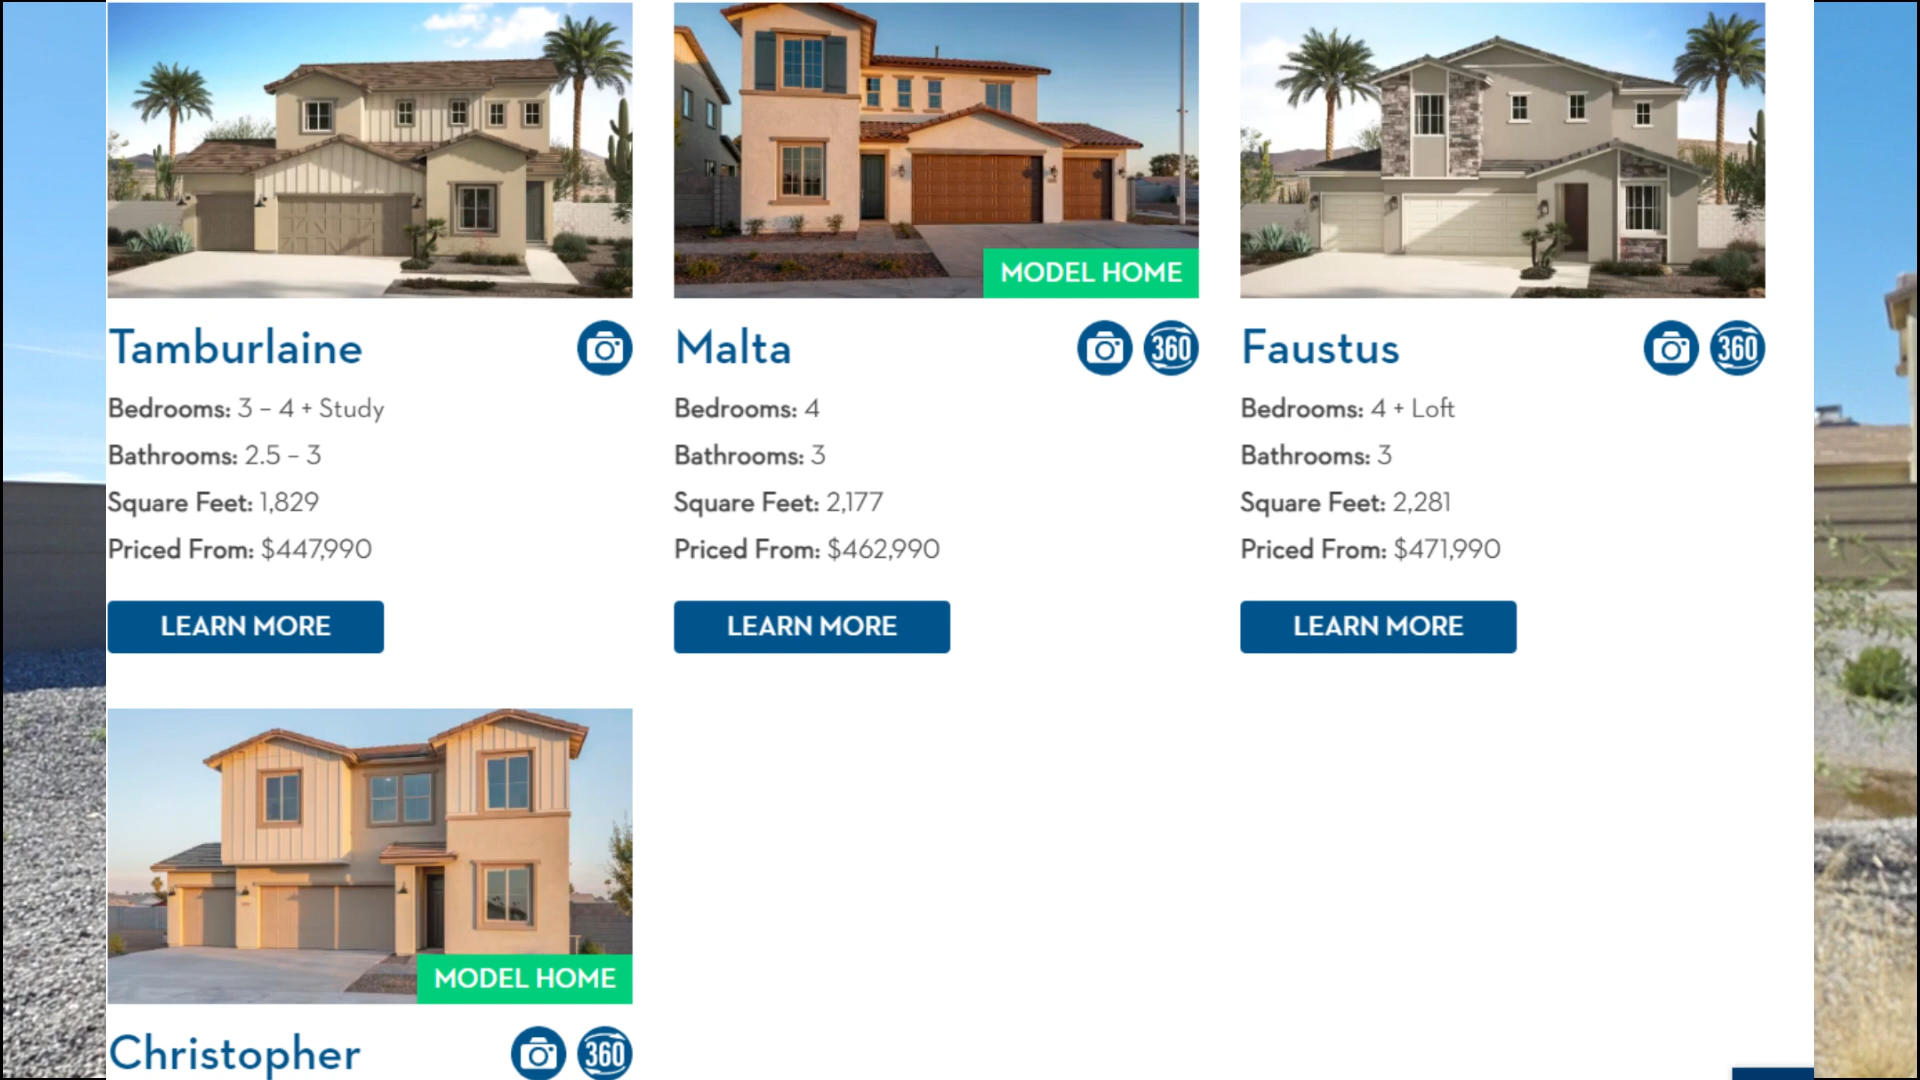 MODEL HOME
Tamburlaine
Bedrooms: 3 – 4 + Study
Bathrooms: 2.5 – 3
Square Feet: 1,829
Priced From: $447,990
LEARN MORE
Malta
360
Bedrooms: 4
Bathrooms: 3
Square Feet: 2,177
Priced From: $462,990
LEARN MORE
Faustus
360
Bedrooms: 4 + Loft
Bathrooms: 3
Square Feet: 2,281
Priced From: $471,990
LEARN MORE
MODEL HOME
Christopher
360